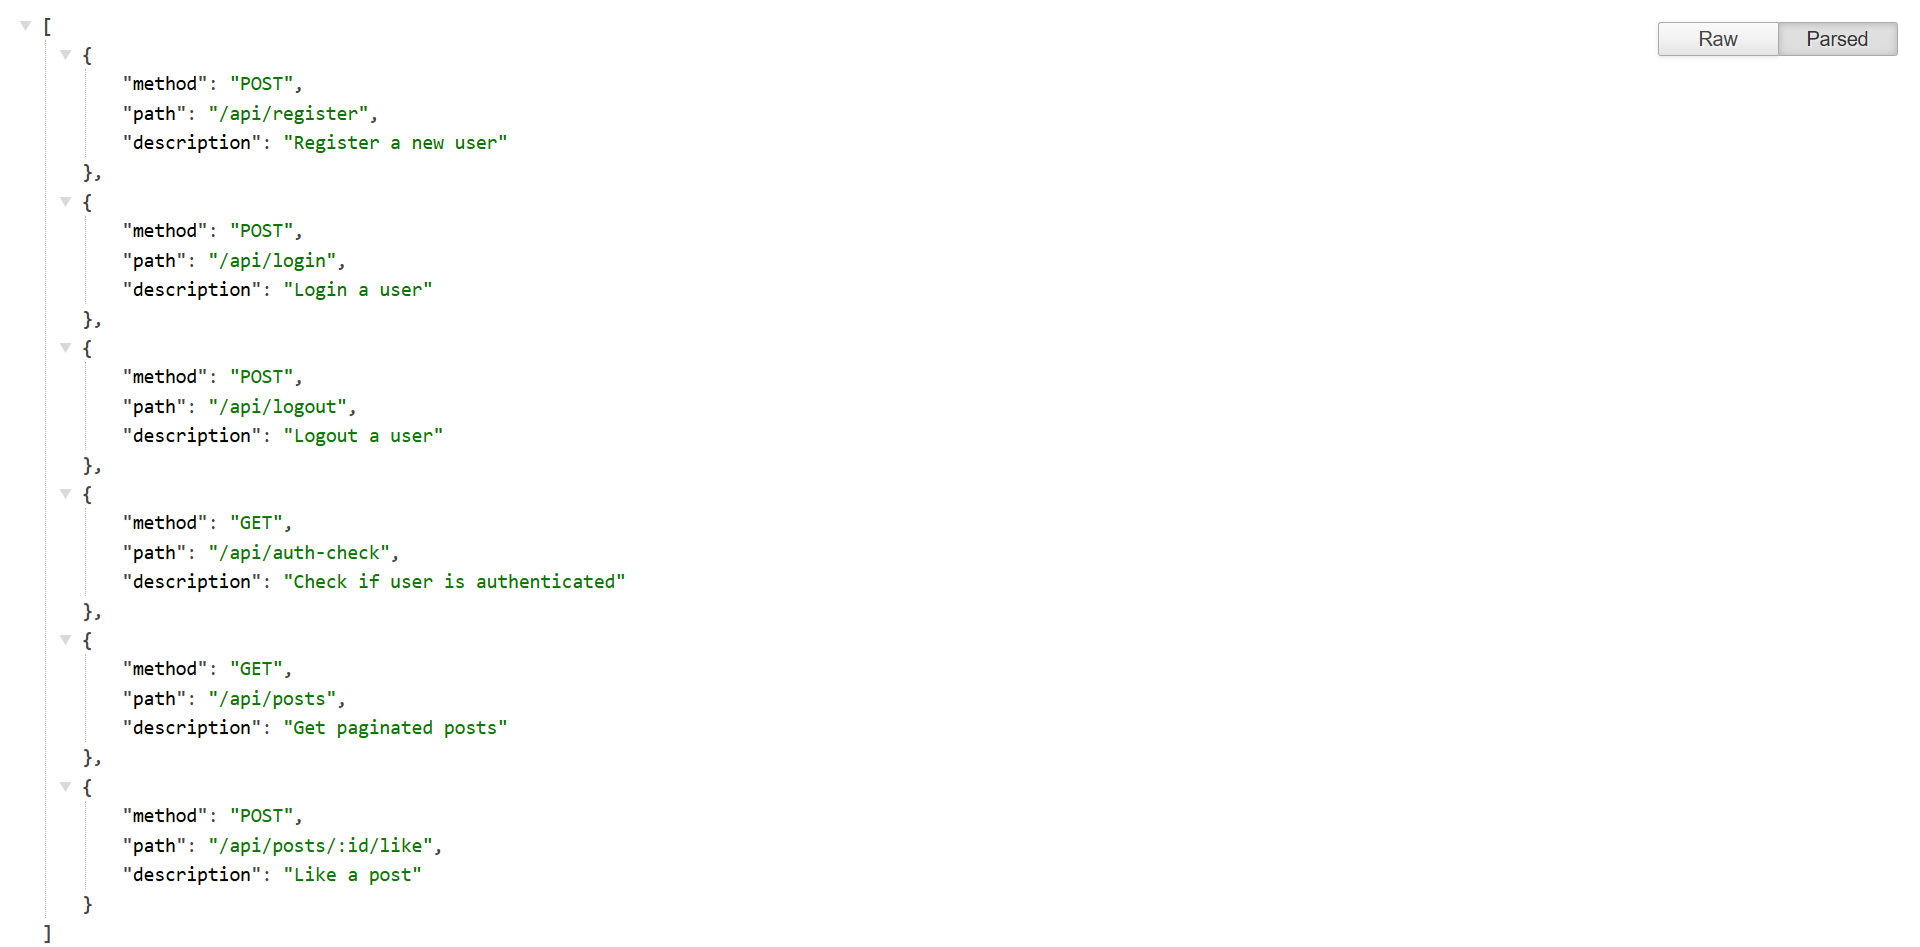 [
{
"method": "POST",
"path": "/api/register",
"description": "Register a new user"
},
{
"method": "POST",
"path": "/api/login",
"description": "Login a user"
},
{
"method": "POST",
"path": "/api/logout",
"description": "Logout a user"
},
{
"method": "GET",
"path": "/api/auth-check",
"description": "Check if user is authenticated"
},
{
"method": "GET",
"path": "/api/posts",
"description": "Get paginated posts"
},
{
"method": "POST",
"path": "/api/posts/:id/like",
"description": "Like a post"
}
]
Raw Parsed